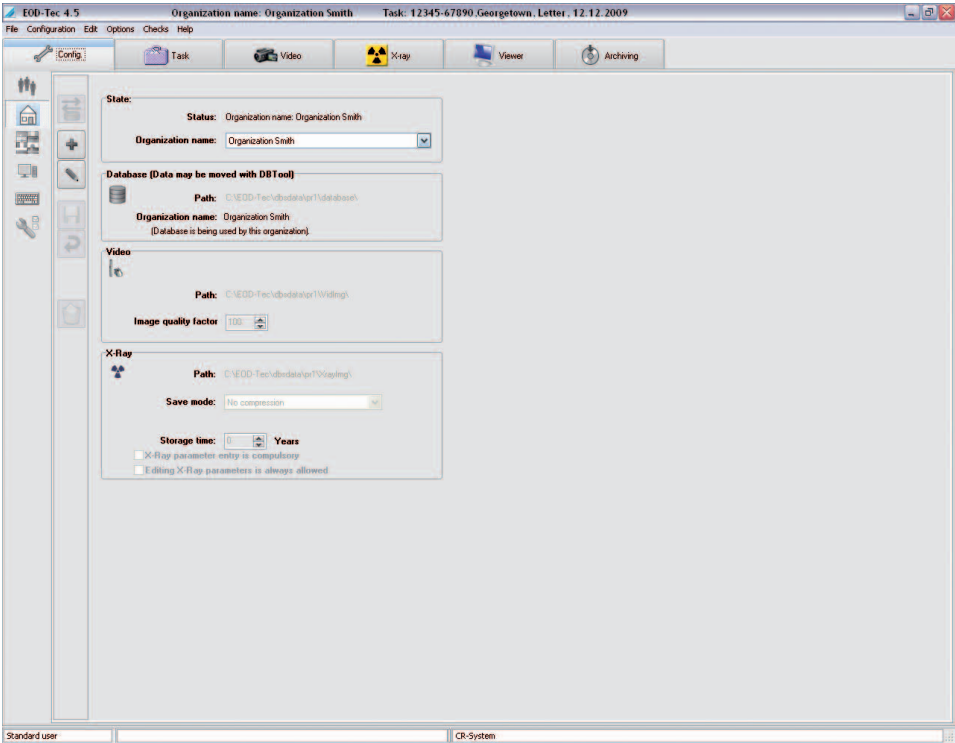 EOD-Tec 4.5 Organization name: Organization Smith Task: 12345-67890,Georgetown, Letter , 12.12.2009
File Configuration Edit Options Checks Help
Config. Task Video X-ray Viewer Archiving
State:
Status: Organization name: Organization Smith
Organization name: Organization Smith
Database (Data may be moved with DBTool)
Path: C:\EOD-Tec\dbsdata\pr1\database\
Organization name: Organization Smith
(Database is being used by this organization).
Video
Path: C:\EOD-Tec\dbsdata\pr1\VidImg\
Image quality factor 100
X-Ray
Path: C:\EOD-Tec\dbsdata\pr1\XrayImg\
Save mode: No compression
Storage time: 0 Years
X-Ray parameter entry is compulsory
Editing X-Ray parameters is always allowed
Standard user CR-System